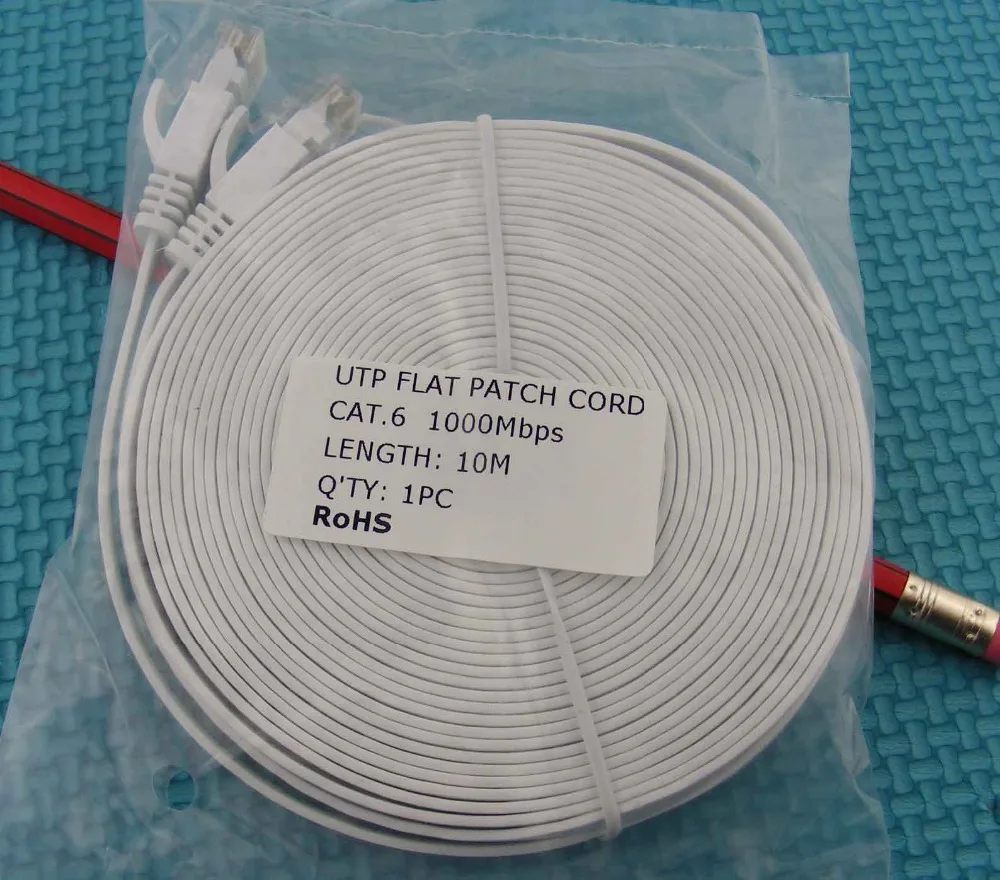 UTP FLAT PATCH CORD
CAT.6 1000Mbps
LENGTH: 10M
Q'TY: 1PC
RoHS